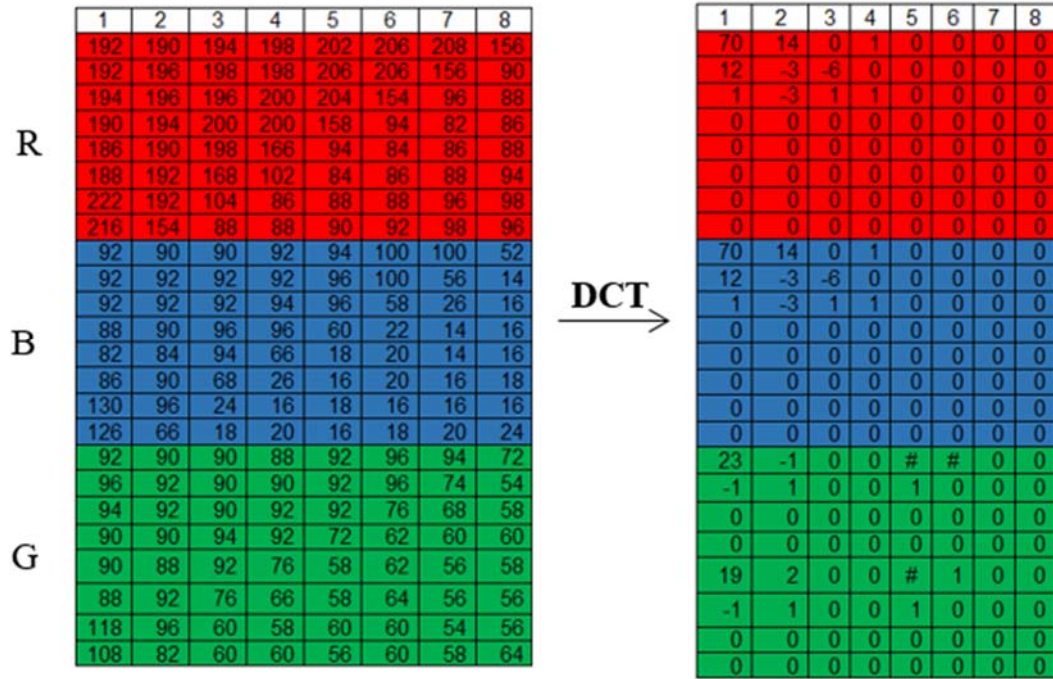 1 2 3 4 5 6 7 8
192 190 194 198 202 206 208 156
192 196 198 198 206 206 156 90
194 196 196 200 204 154 96 88
190 194 200 200 158 94 82 86
R
186 190 198 166 94 84 86 88
188 192 168 102 84 86 88 94
222 192 104 86 88 88 96 98
216 154 88 88 90 92 98 96
92 90 90 92 94 100 100 52
92 92 92 92 96 100 56 14
92 92 92 94 96 58 26 16
88 90 96 96 60 22 14 16
B
82 84 94 66 18 20 14 16
86 90 68 26 16 20 16 18
130 96 24 16 18 16 16 16
126 66 18 20 16 18 20 24
92 90 90 88 92 96 94 72
96 92 90 90 92 96 74 54
94 92 90 92 92 76 68 58
90 90 94 92 72 62 60 60
G
90 88 92 76 58 62 56 58
88 92 76 66 58 64 56 56
118 96 60 58 60 60 54 56
108 82 60 60 56 60 58 64
DCT
1 2 3 4 5 6 7 8
70 14 0 1 0 0 0 0
12 -3 -6 0 0 0 0 0
1 -3 1 1 0 0 0 0
0 0 0 0 0 0 0 0
0 0 0 0 0 0 0 0
0 0 0 0 0 0 0 0
0 0 0 0 0 0 0 0
0 0 0 0 0 0 0 0
70 14 0 1 0 0 0 0
12 -3 -6 0 0 0 0 0
1 -3 1 1 0 0 0 0
0 0 0 0 0 0 0 0
0 0 0 0 0 0 0 0
0 0 0 0 0 0 0 0
0 0 0 0 0 0 0 0
0 0 0 0 0 0 0 0
23 -1 0 0 # # 0 0
-1 1 0 0 1 0 0 0
0 0 0 0 0 0 0 0
0 0 0 0 0 0 0 0
19 2 0 0 # 1 0 0
-1 1 0 0 1 0 0 0
0 0 0 0 0 0 0 0
0 0 0 0 0 0 0 0